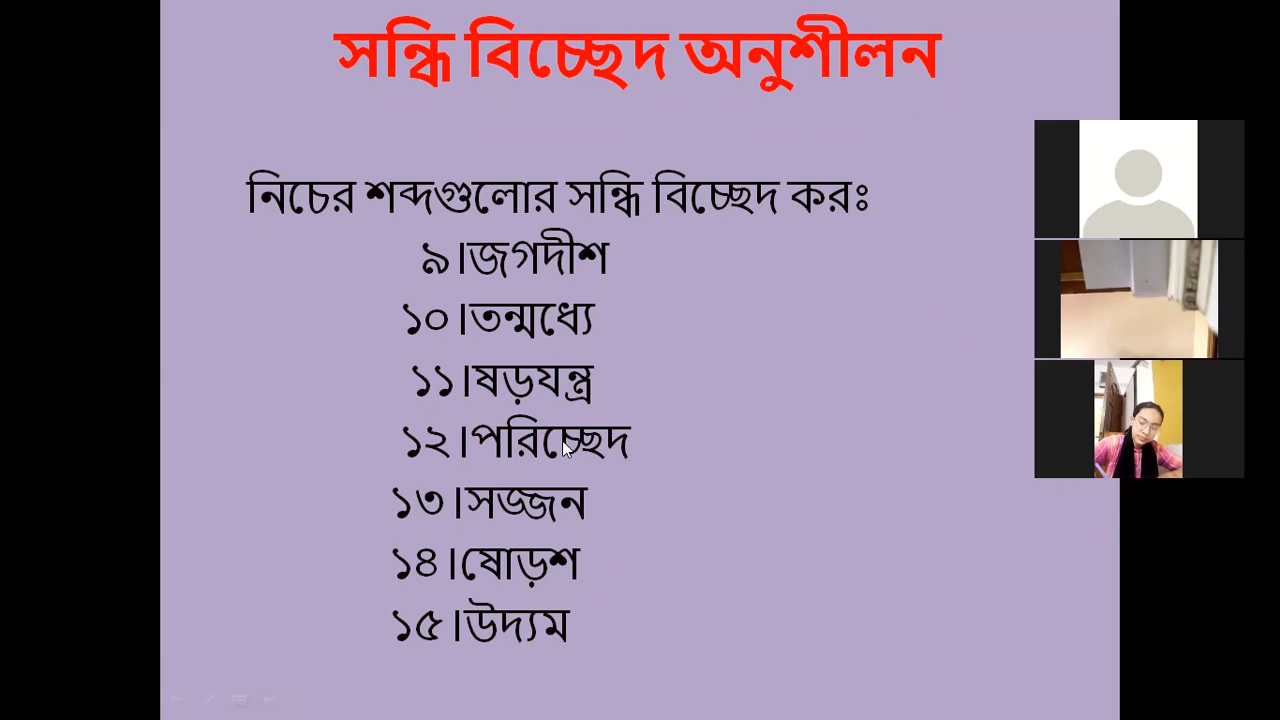 সন্ধি বিচ্ছেদ অনুশীলন
নিচের শব্দগুলোর সন্ধি বিচ্ছেদ করঃ
৯।জগদীশ
১০।তন্মধ্যে
১১।ষড়যন্ত্র
১২।পরিচ্ছেদ
১৩।সজ্জন
১৪।ষোড়শ
১৫।উদ্যম